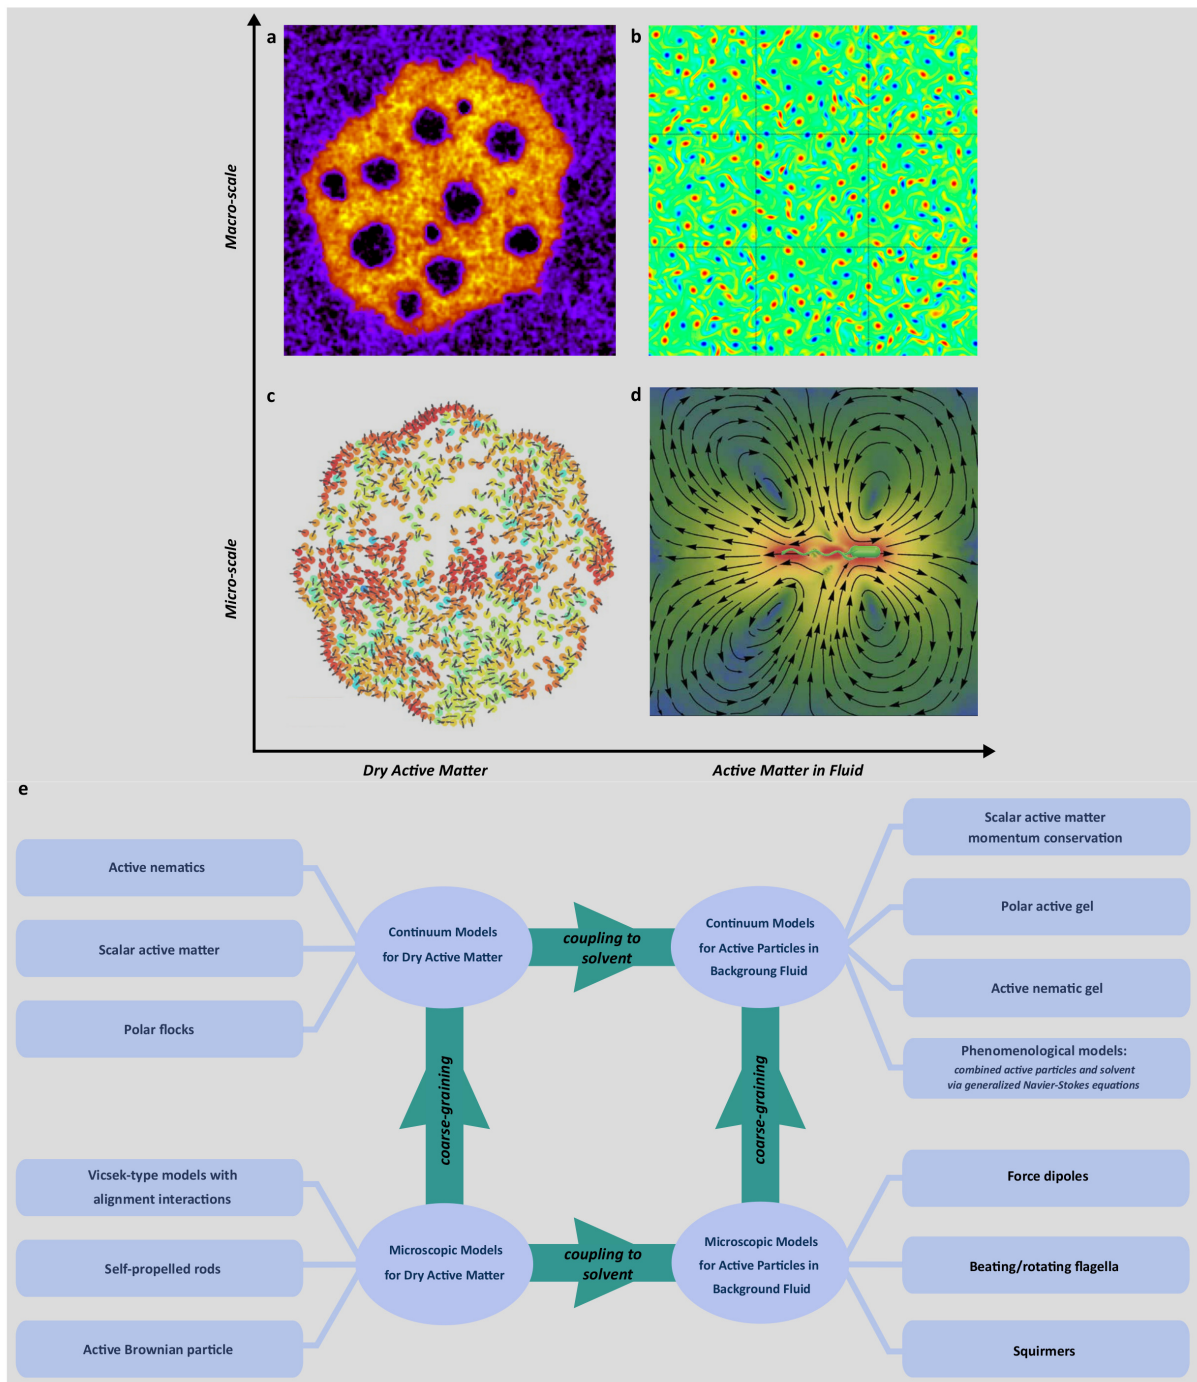 a
b
Macro-scale
c
d
Micro-scale
Dry Active Matter
Active Matter in Fluid
e
Active nematics
Scalar active matter
Polar flocks
Continuum Models
for Dry Active Matter
coupling to
solvent
Continuum Models
for Active Particles in
Backgroung Fluid
Scalar active matter
momentum conservation
Polar active gel
Active nematic gel
Phenomenological models:
combined active particles and solvent
via generalized Navier-Stokes equations
coarse-graining
coarse-graining
Vicsek-type models with
alignment interactions
Self-propelled rods
Active Brownian particle
Microscopic Models
for Dry Active Matter
coupling to
solvent
Microscopic Models
for Active Particles in
Background Fluid
Force dipoles
Beating/rotating flagella
Squirmers